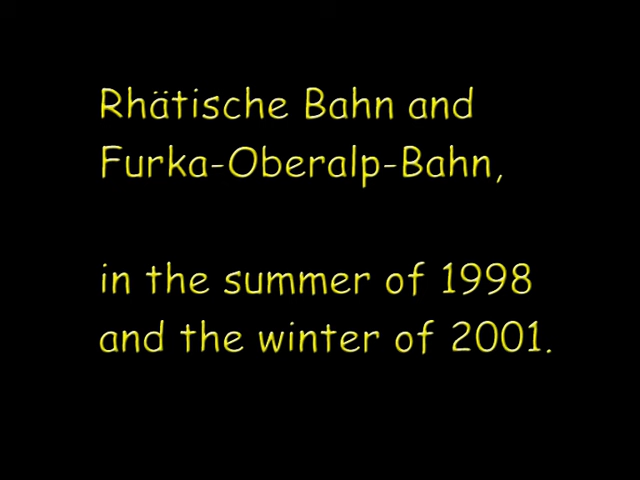 Rhätische Bahn and
Furka-Oberalp-Bahn,
in the summer of 1998
and the winter of 2001.